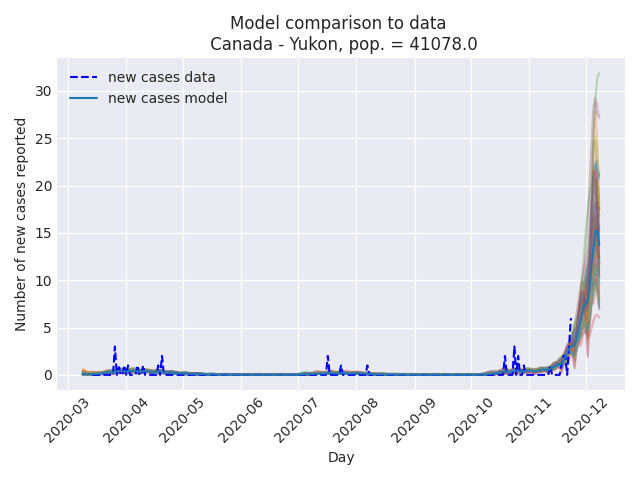 Model comparison to data
Canada - Yukon, pop. = 41078.0
new cases data
new cases model
Number of new cases reported
30
25
20
15
10
5
0
2020-03
2020-04
2020-05
2020-06
2020-07
2020-08
2020-09
2020-10
2020-11
2020-12
Day